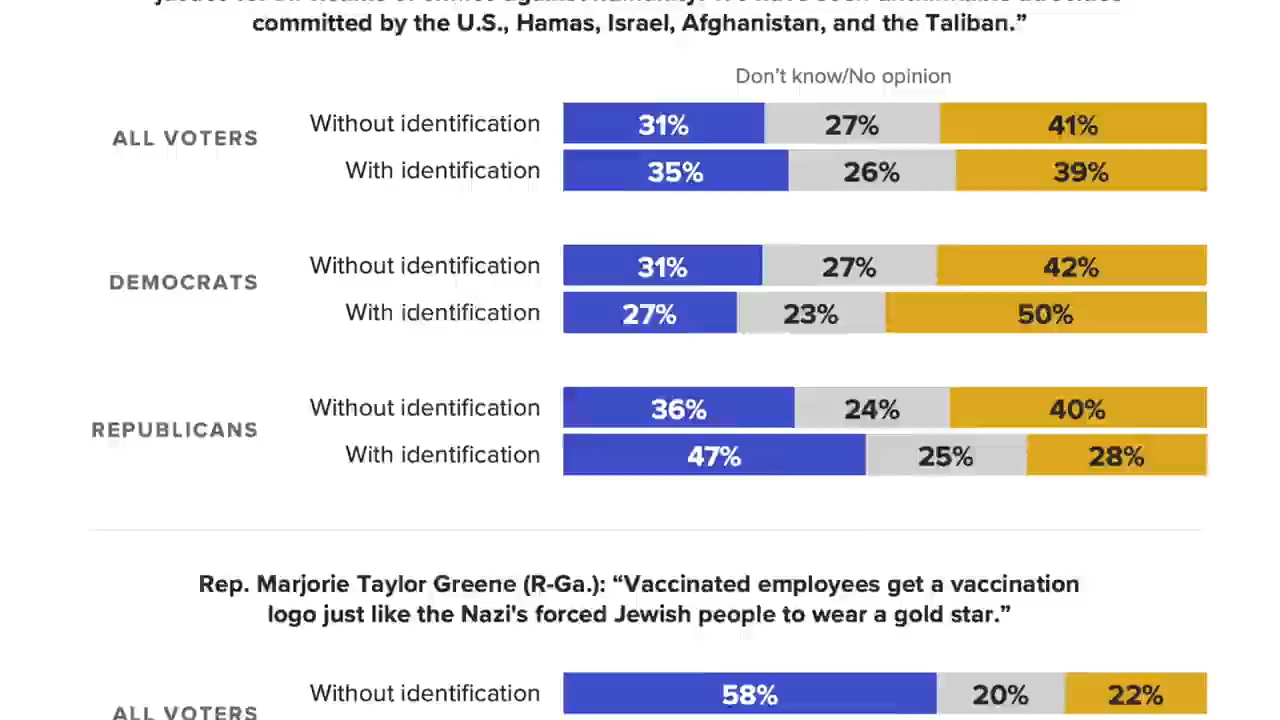 committed by the U.S., Hamas, Israel, Afghanistan, and the Taliban.”
Don't know/No opinion
ALL VOTERS
Without identification 31% 27% 41%
With identification 35% 26% 39%
DEMOCRATS
Without identification 31% 27% 42%
With identification 27% 23% 50%
REPUBLICANS
Without identification 36% 24% 40%
With identification 47% 25% 28%
Rep. Marjorie Taylor Greene (R-Ga.): “Vaccinated employees get a vaccination
logo just like the Nazi's forced Jewish people to wear a gold star.”
Without identification 58% 20% 22%
ALL VOTERS